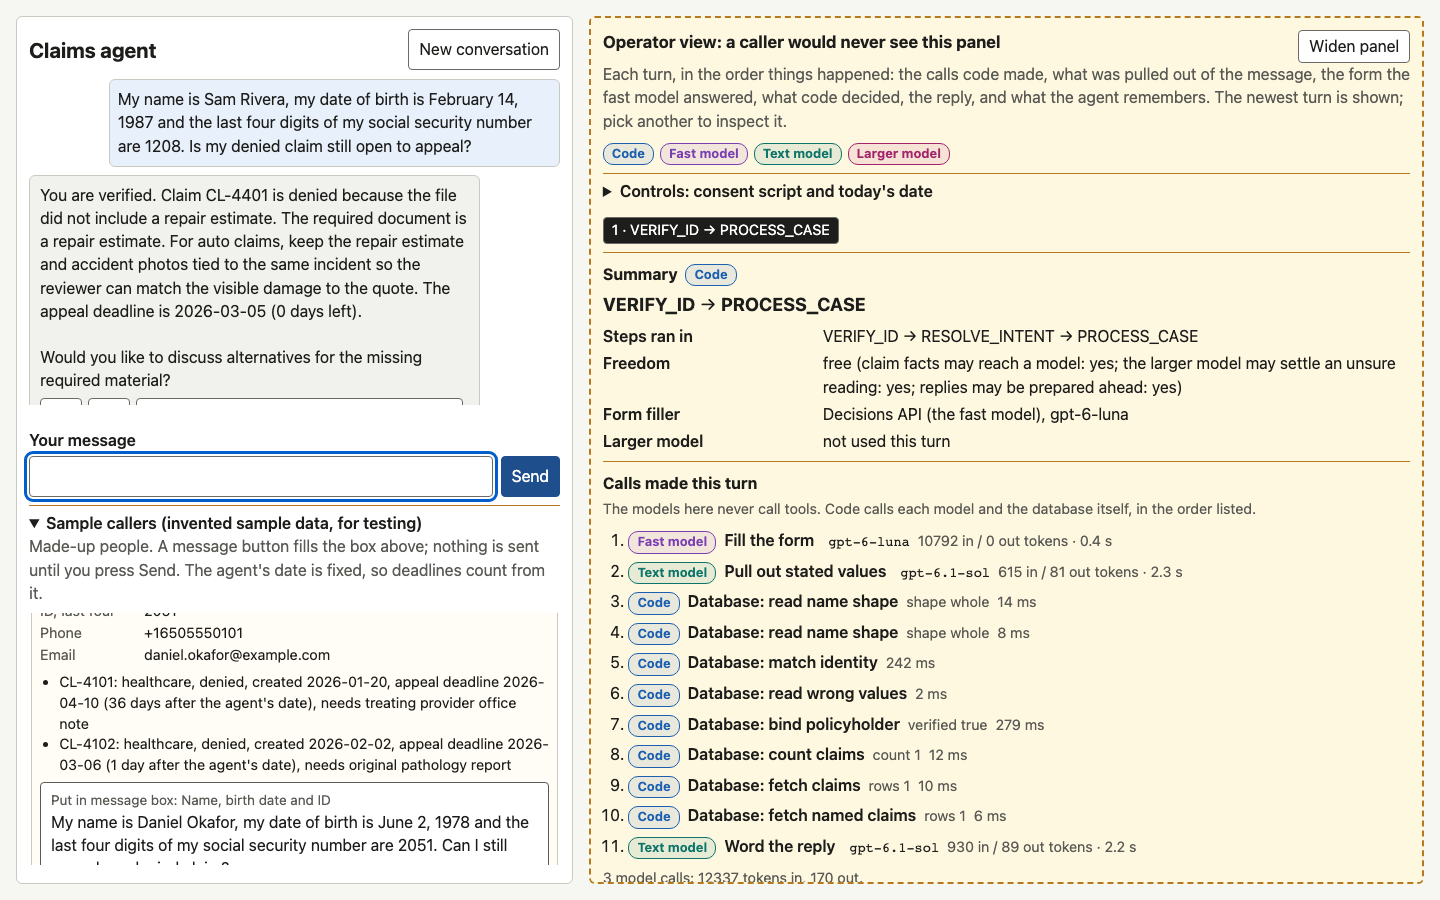 Claims agent
New conversation
My name is Sam Rivera, my date of birth is February 14,
1987 and the last four digits of my social security number
are 1208. Is my denied claim still open to appeal?
You are verified. Claim CL-4401 is denied because the file
did not include a repair estimate. The required document is
a repair estimate. For auto claims, keep the repair estimate
and accident photos tied to the same incident so the
reviewer can match the visible damage to the quote. The
appeal deadline is 2026-03-05 (0 days left).
Would you like to discuss alternatives for the missing
required material?
Your message
Send
▼ Sample callers (invented sample data, for testing)
Made-up people. A message button fills the box above; nothing is sent
until you press Send. The agent's date is fixed, so deadlines count from
it.
ID, last four 2051
Phone +16505550101
Email daniel.okafor@example.com
• CL-4101: healthcare, denied, created 2026-01-20, appeal deadline 2026-
04-10 (36 days after the agent's date), needs treating provider office
note
• CL-4102: healthcare, denied, created 2026-02-02, appeal deadline 2026-
03-06 (1 day after the agent's date), needs original pathology report
Put in message box: Name, birth date and ID
My name is Daniel Okafor, my date of birth is June 2, 1978 and the
last four digits of my social security number are 2051. Can I still
Operator view: a caller would never see this panel
Widen panel
Each turn, in the order things happened: the calls code made, what was pulled out of the message, the form the
fast model answered, what code decided, the reply, and what the agent remembers. The newest turn is shown;
pick another to inspect it.
Code Fast model Text model Larger model
▶ Controls: consent script and today's date
1 · VERIFY_ID → PROCESS_CASE
Summary Code
VERIFY_ID → PROCESS_CASE
Steps ran in VERIFY_ID → RESOLVE_INTENT → PROCESS_CASE
Freedom free (claim facts may reach a model: yes; the larger model may settle an unsure
reading: yes; replies may be prepared ahead: yes)
Form filler Decisions API (the fast model), gpt-6-luna
Larger model not used this turn
Calls made this turn
The models here never call tools. Code calls each model and the database itself, in the order listed.
1. Fast model Fill the form gpt-6-luna 10792 in / 0 out tokens · 0.4 s
2. Text model Pull out stated values gpt-6.1-sol 615 in / 81 out tokens · 2.3 s
3. Code Database: read name shape shape whole 14 ms
4. Code Database: read name shape shape whole 8 ms
5. Code Database: match identity 242 ms
6. Code Database: read wrong values 2 ms
7. Code Database: bind policyholder verified true 279 ms
8. Code Database: count claims count 1 12 ms
9. Code Database: fetch claims rows 1 10 ms
10. Code Database: fetch named claims rows 1 6 ms
11. Text model Word the reply gpt-6.1-sol 930 in / 89 out tokens · 2.2 s
3 model calls: 12337 tokens in, 170 out.